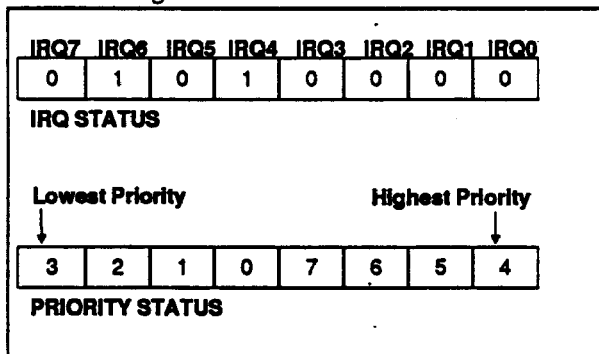 IRQ7 IRQ6 IRQ5 IRQ4 IRQ3 IRQ2 IRQ1 IRQ0
0 1 0 1 0 0 0 0
IRQ STATUS
Lowest Priority Highest Priority
3 2 1 0 7 6 5 4
PRIORITY STATUS